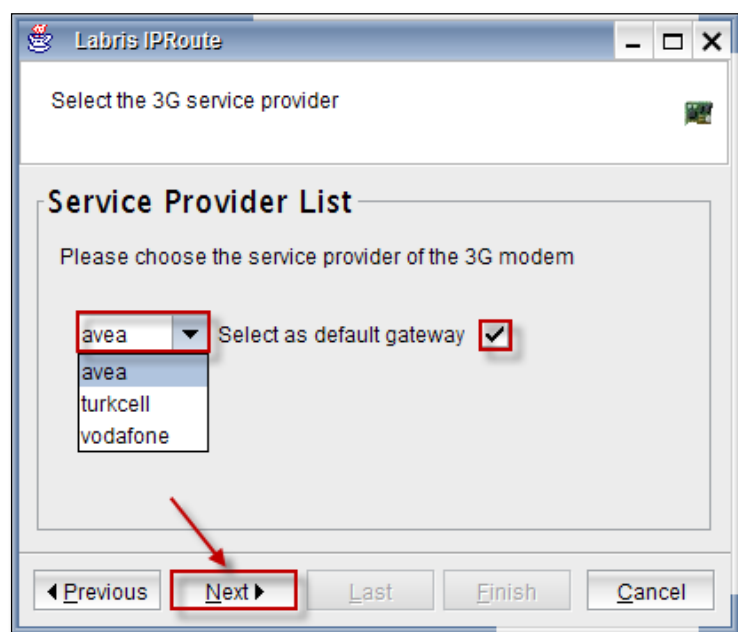 Labris IPRoute
Select the 3G service provider
Service Provider List
Please choose the service provider of the 3G modem
avea Select as default gateway
avea
turkcell
vodafone
Previous Next Last Finish Cancel